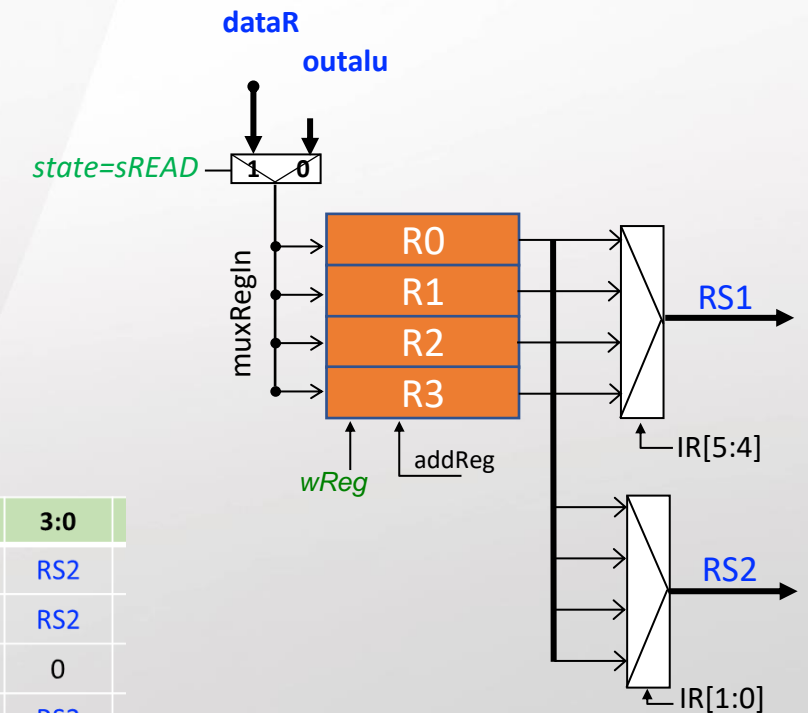 dataR
outalu
state=sREAD
1 0
muxRegIn
R0
R1
R2
R3
RS1
IR[5:4]
wReg
addReg
RS2
IR[1:0]
3:0
RS2
RS2
0
RS2